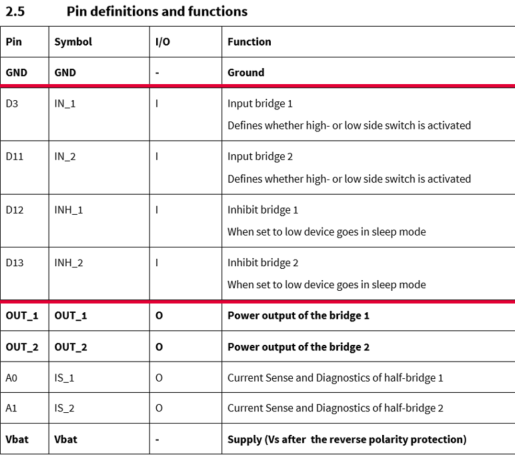 2.5 Pin definitions and functions
Pin Symbol I/O Function
GND GND - Ground
D3 IN_1 I Input bridge 1
Defines whether high- or low side switch is activated
D11 IN_2 I Input bridge 2
Defines whether high- or low side switch is activated
D12 INH_1 I Inhibit bridge 1
When set to low device goes in sleep mode
D13 INH_2 I Inhibit bridge 2
When set to low device goes in sleep mode
OUT_1 OUT_1 O Power output of the bridge 1
OUT_2 OUT_2 O Power output of the bridge 2
A0 IS_1 O Current Sense and Diagnostics of half-bridge 1
A1 IS_2 O Current Sense and Diagnostics of half-bridge 2
Vbat Vbat - Supply (Vs after the reverse polarity protection)